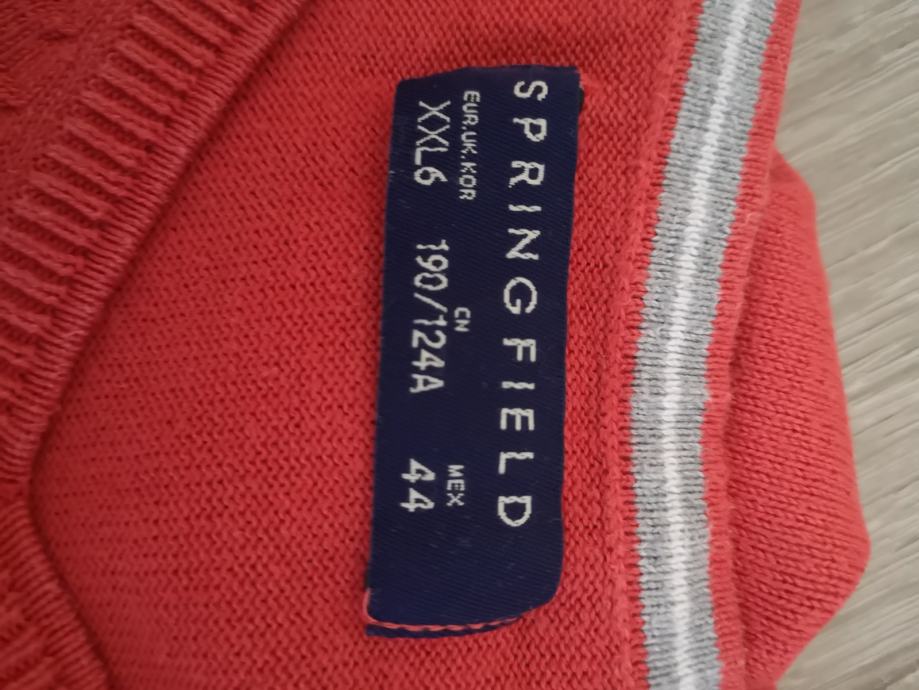 SPRINGFIELD
EUR.UK.KOR CN MEX
XXL6 190/124A 44